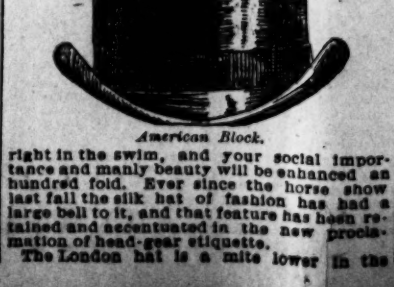 American Block.
right in the swim, and your social impor-
tance and manly beauty will be enhanced an
hundred fold. Ever since the horse show
last fall the silk hat of fashion has had a
large bell to it, and that feature has been re-
tained and accentuated in the new procla-
mation of head-gear etiquette.
The London hat is a mite lower in the